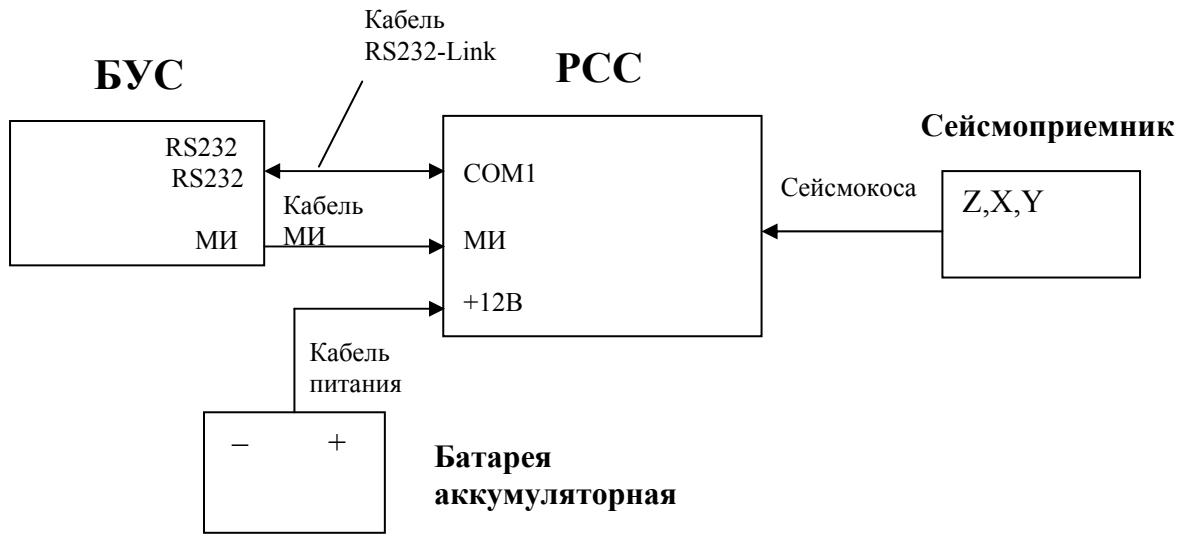 Кабель
RS232-Link
БУС
РСС
Сейсмоприемник
RS232
RS232
COM1
Сейсмокоса
Z,X,Y
Кабель
МИ
МИ
МИ
+12В
Кабель
питания
– +
Батарея
аккумуляторная